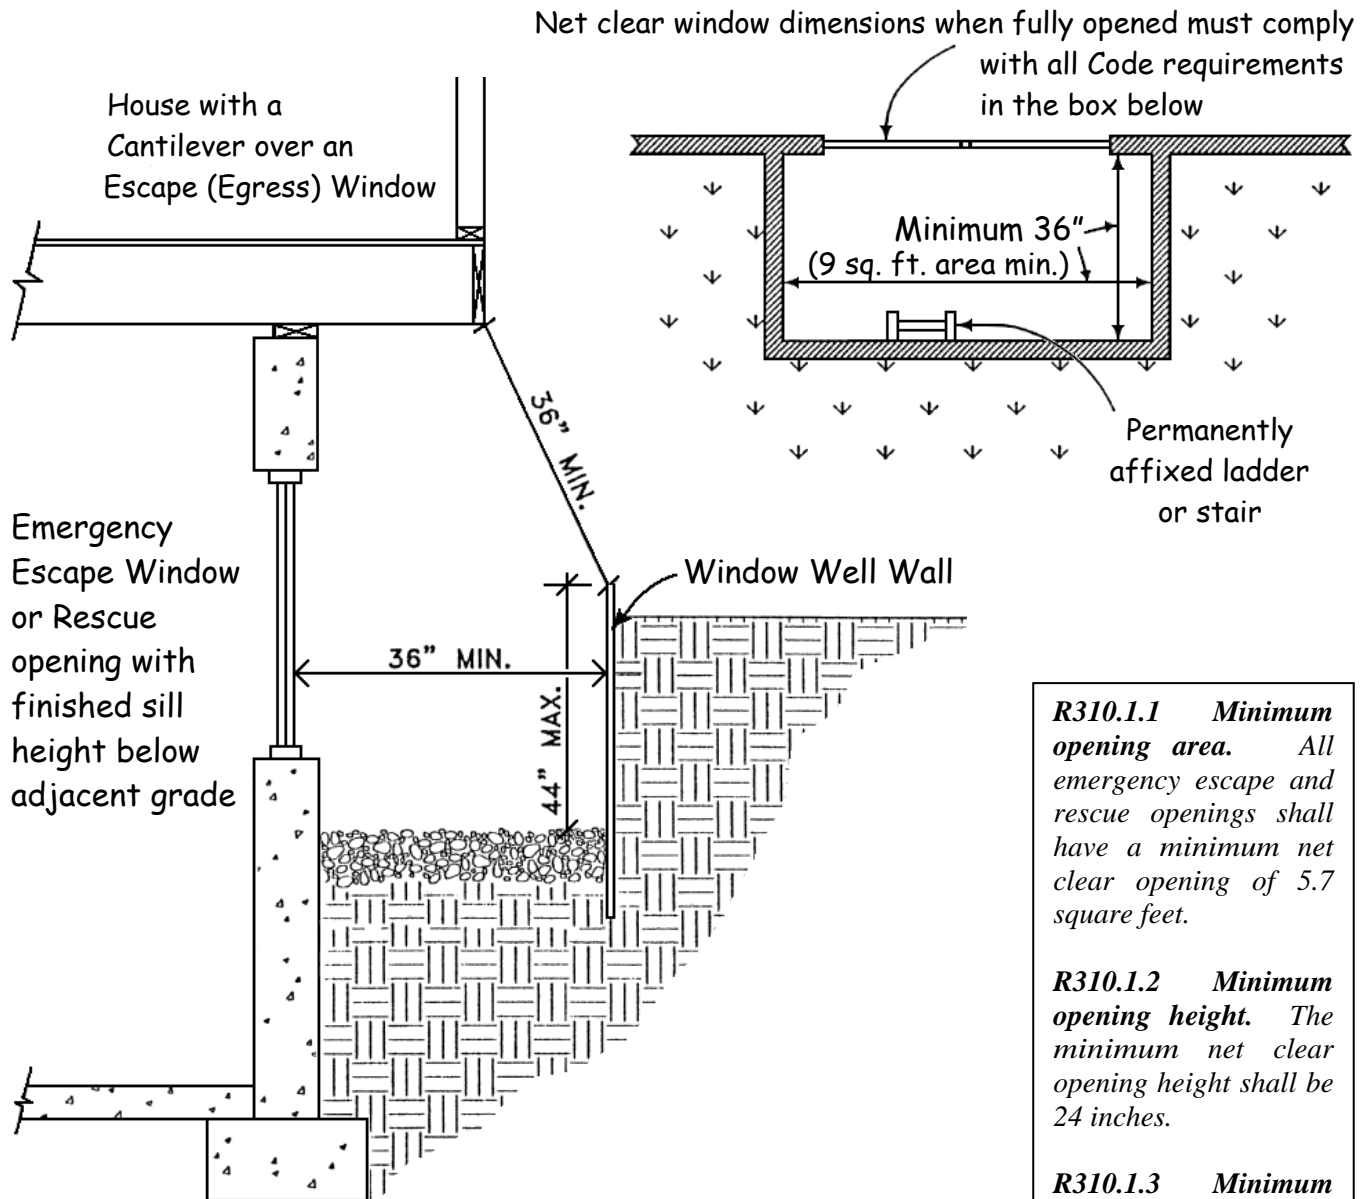 Net clear window dimensions when fully opened must comply
with all Code requirements
in the box below
House with a
Cantilever over an
Escape (Egress) Window
Minimum 36"
(9 sq. ft. area min.)
Permanently
affixed ladder
or stair
36" MIN.
Emergency
Escape Window
or Rescue
opening with
finished sill
height below
adjacent grade
Window Well Wall
36" MIN.
44" MAX.
R310.1.1 Minimum
opening area. All
emergency escape and
rescue openings shall
have a minimum net
clear opening of 5.7
square feet.
R310.1.2 Minimum
opening height. The
minimum net clear
opening height shall be
24 inches.
R310.1.3 Minimum